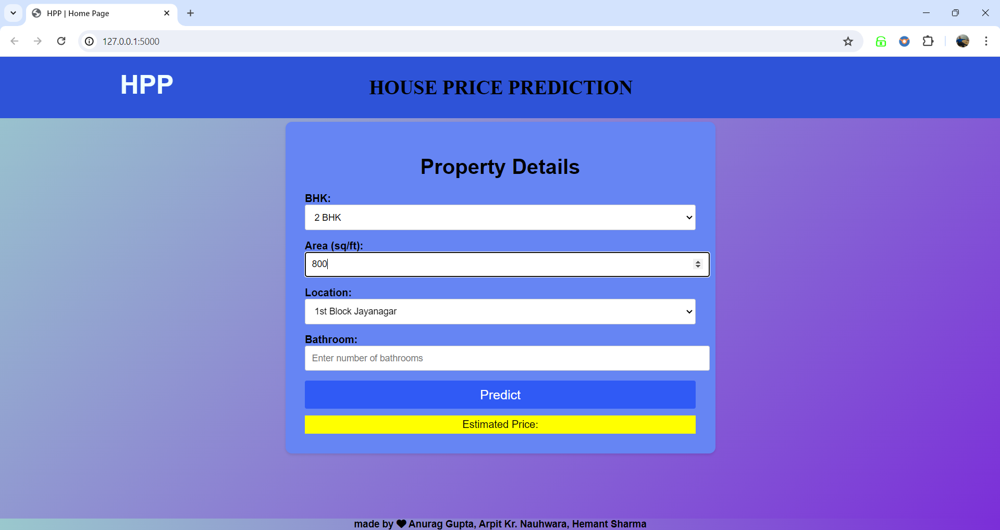 HPP | Home Page
127.0.0.1:5000
HPP
HOUSE PRICE PREDICTION
Property Details
BHK:
2 BHK
Area (sq/ft):
800
Location:
1st Block Jayanagar
Bathroom:
Enter number of bathrooms
Predict
Estimated Price:
made by ❤ Anurag Gupta, Arpit Kr. Nauhwara, Hemant Sharma